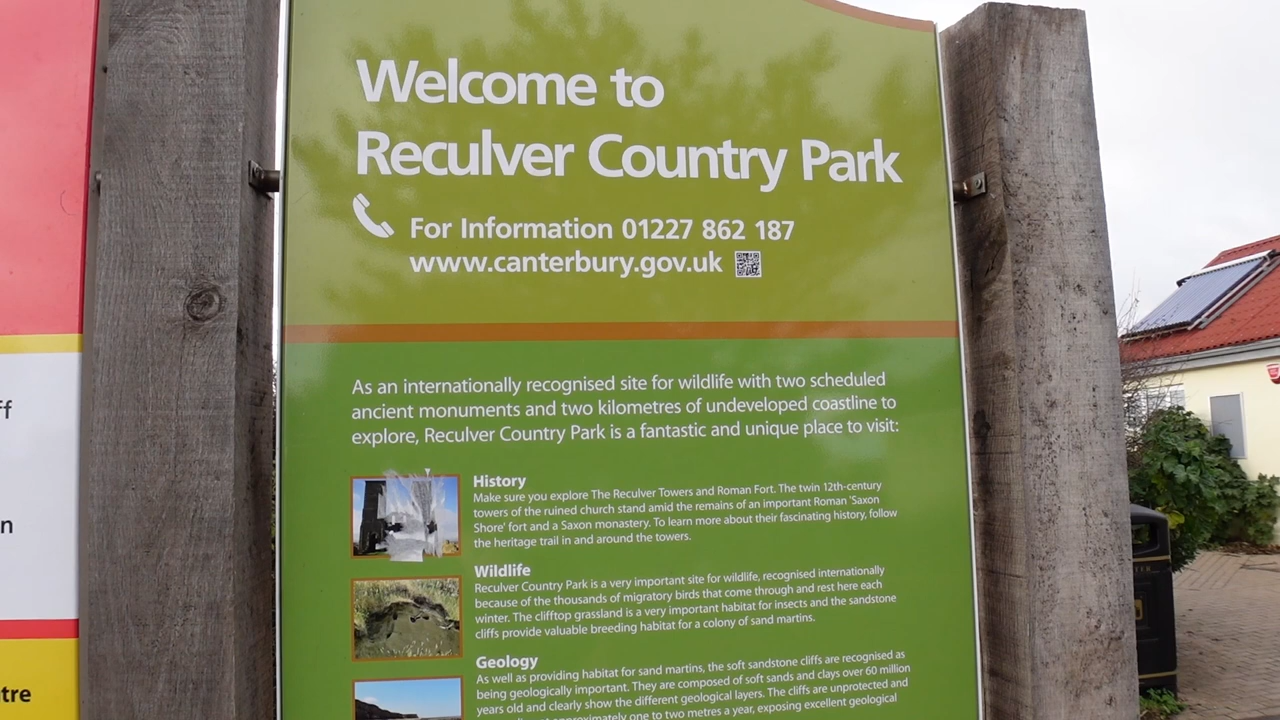 Welcome to
Reculver Country Park
For Information 01227 862 187
www.canterbury.gov.uk
As an internationally recognised site for wildlife with two scheduled
ancient monuments and two kilometres of undeveloped coastline to
explore, Reculver Country Park is a fantastic and unique place to visit:
History
Make sure you explore The Reculver Towers and Roman Fort. The twin 12th-century
towers of the ruined church stand amid the remains of an important Roman 'Saxon
Shore' fort and a Saxon monastery. To learn more about their fascinating history, follow
the heritage trail in and around the towers.
Wildlife
Reculver Country Park is a very important site for wildlife, recognised internationally
because of the thousands of migratory birds that come through and rest here each
winter. The clifftop grassland is a very important habitat for insects and the sandstone
cliffs provide valuable breeding habitat for a colony of sand martins.
Geology
As well as providing habitat for sand martins, the soft sandstone cliffs are recognised as
being geologically important. They are composed of soft sands and clays over 60 million
years old and clearly show the different geological layers. The cliffs are unprotected and
approximately one to two metres a year, exposing excellent geological